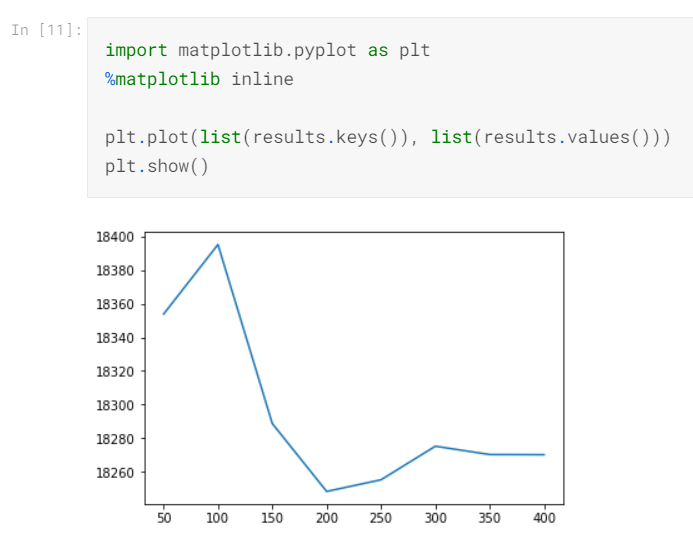 In [11]:
import matplotlib.pyplot as plt
%matplotlib inline
plt.plot(list(results.keys()), list(results.values()))
plt.show()
18400
18380
18360
18340
18320
18300
18280
18260
50 100 150 200 250 300 350 400